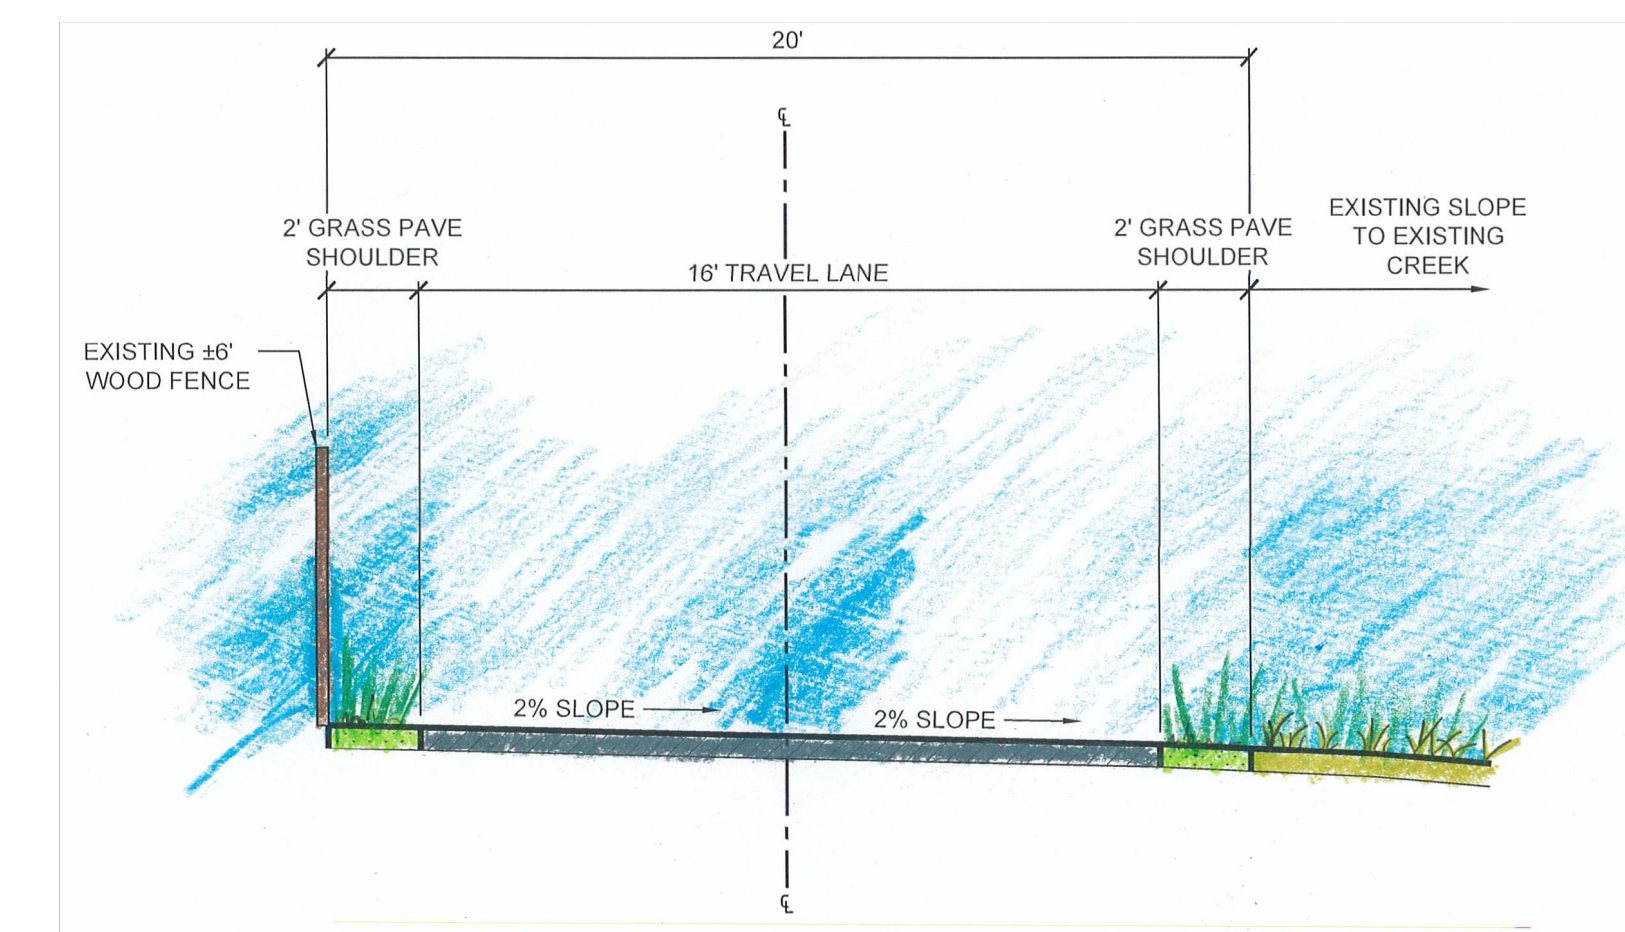 20'
℄
2' GRASS PAVE
SHOULDER
16' TRAVEL LANE
2' GRASS PAVE
SHOULDER
EXISTING SLOPE
TO EXISTING
CREEK
EXISTING ±6'
WOOD FENCE
2% SLOPE
2% SLOPE
℄